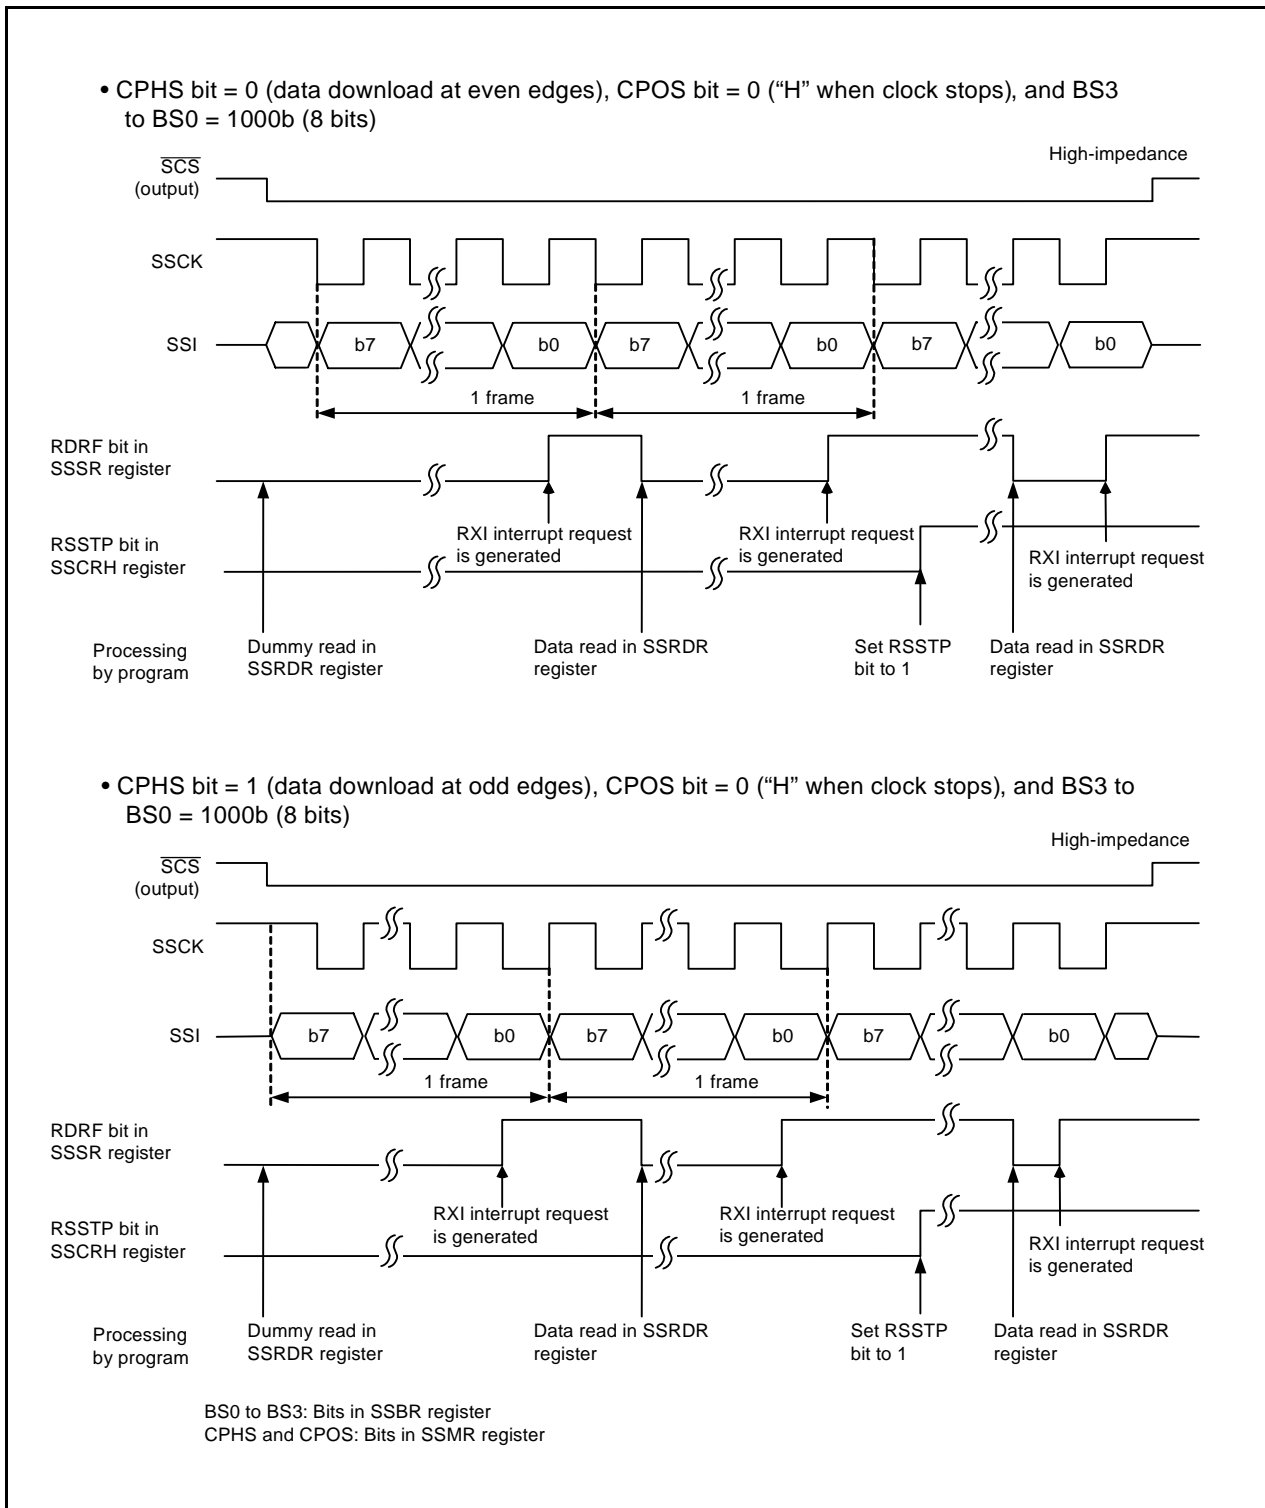 • CPHS bit = 0 (data download at even edges), CPOS bit = 0 (“H” when clock stops), and BS3
to BS0 = 1000b (8 bits)
High-impedance
SCS
(output)
SSCK
SSI
b7
b0
b7
b0
b7
b0
1 frame
1 frame
RDRF bit in
SSSR register
RXI interrupt request
is generated
RXI interrupt request
is generated
RXI interrupt request
is generated
RSSTP bit in
SSCRH register
Processing
by program
Dummy read in
SSRDR register
Data read in SSRDR
register
Set RSSTP
bit to 1
Data read in SSRDR
register
• CPHS bit = 1 (data download at odd edges), CPOS bit = 0 (“H” when clock stops), and BS3 to
BS0 = 1000b (8 bits)
High-impedance
SCS
(output)
SSCK
SSI
b7
b0
b7
b0
b7
b0
1 frame
1 frame
RDRF bit in
SSSR register
RXI interrupt request
is generated
RXI interrupt request
is generated
RXI interrupt request
is generated
RSSTP bit in
SSCRH register
Processing
by program
Dummy read in
SSRDR register
Data read in SSRDR
register
Set RSSTP
bit to 1
Data read in SSRDR
register
BS0 to BS3: Bits in SSBR register
CPHS and CPOS: Bits in SSMR register